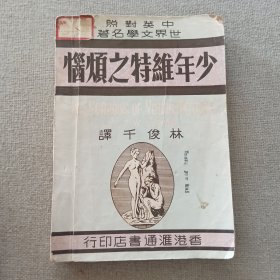 中英對照
世界文學名著
少年維特之煩惱
林俊千譯
香港滙通書店印行